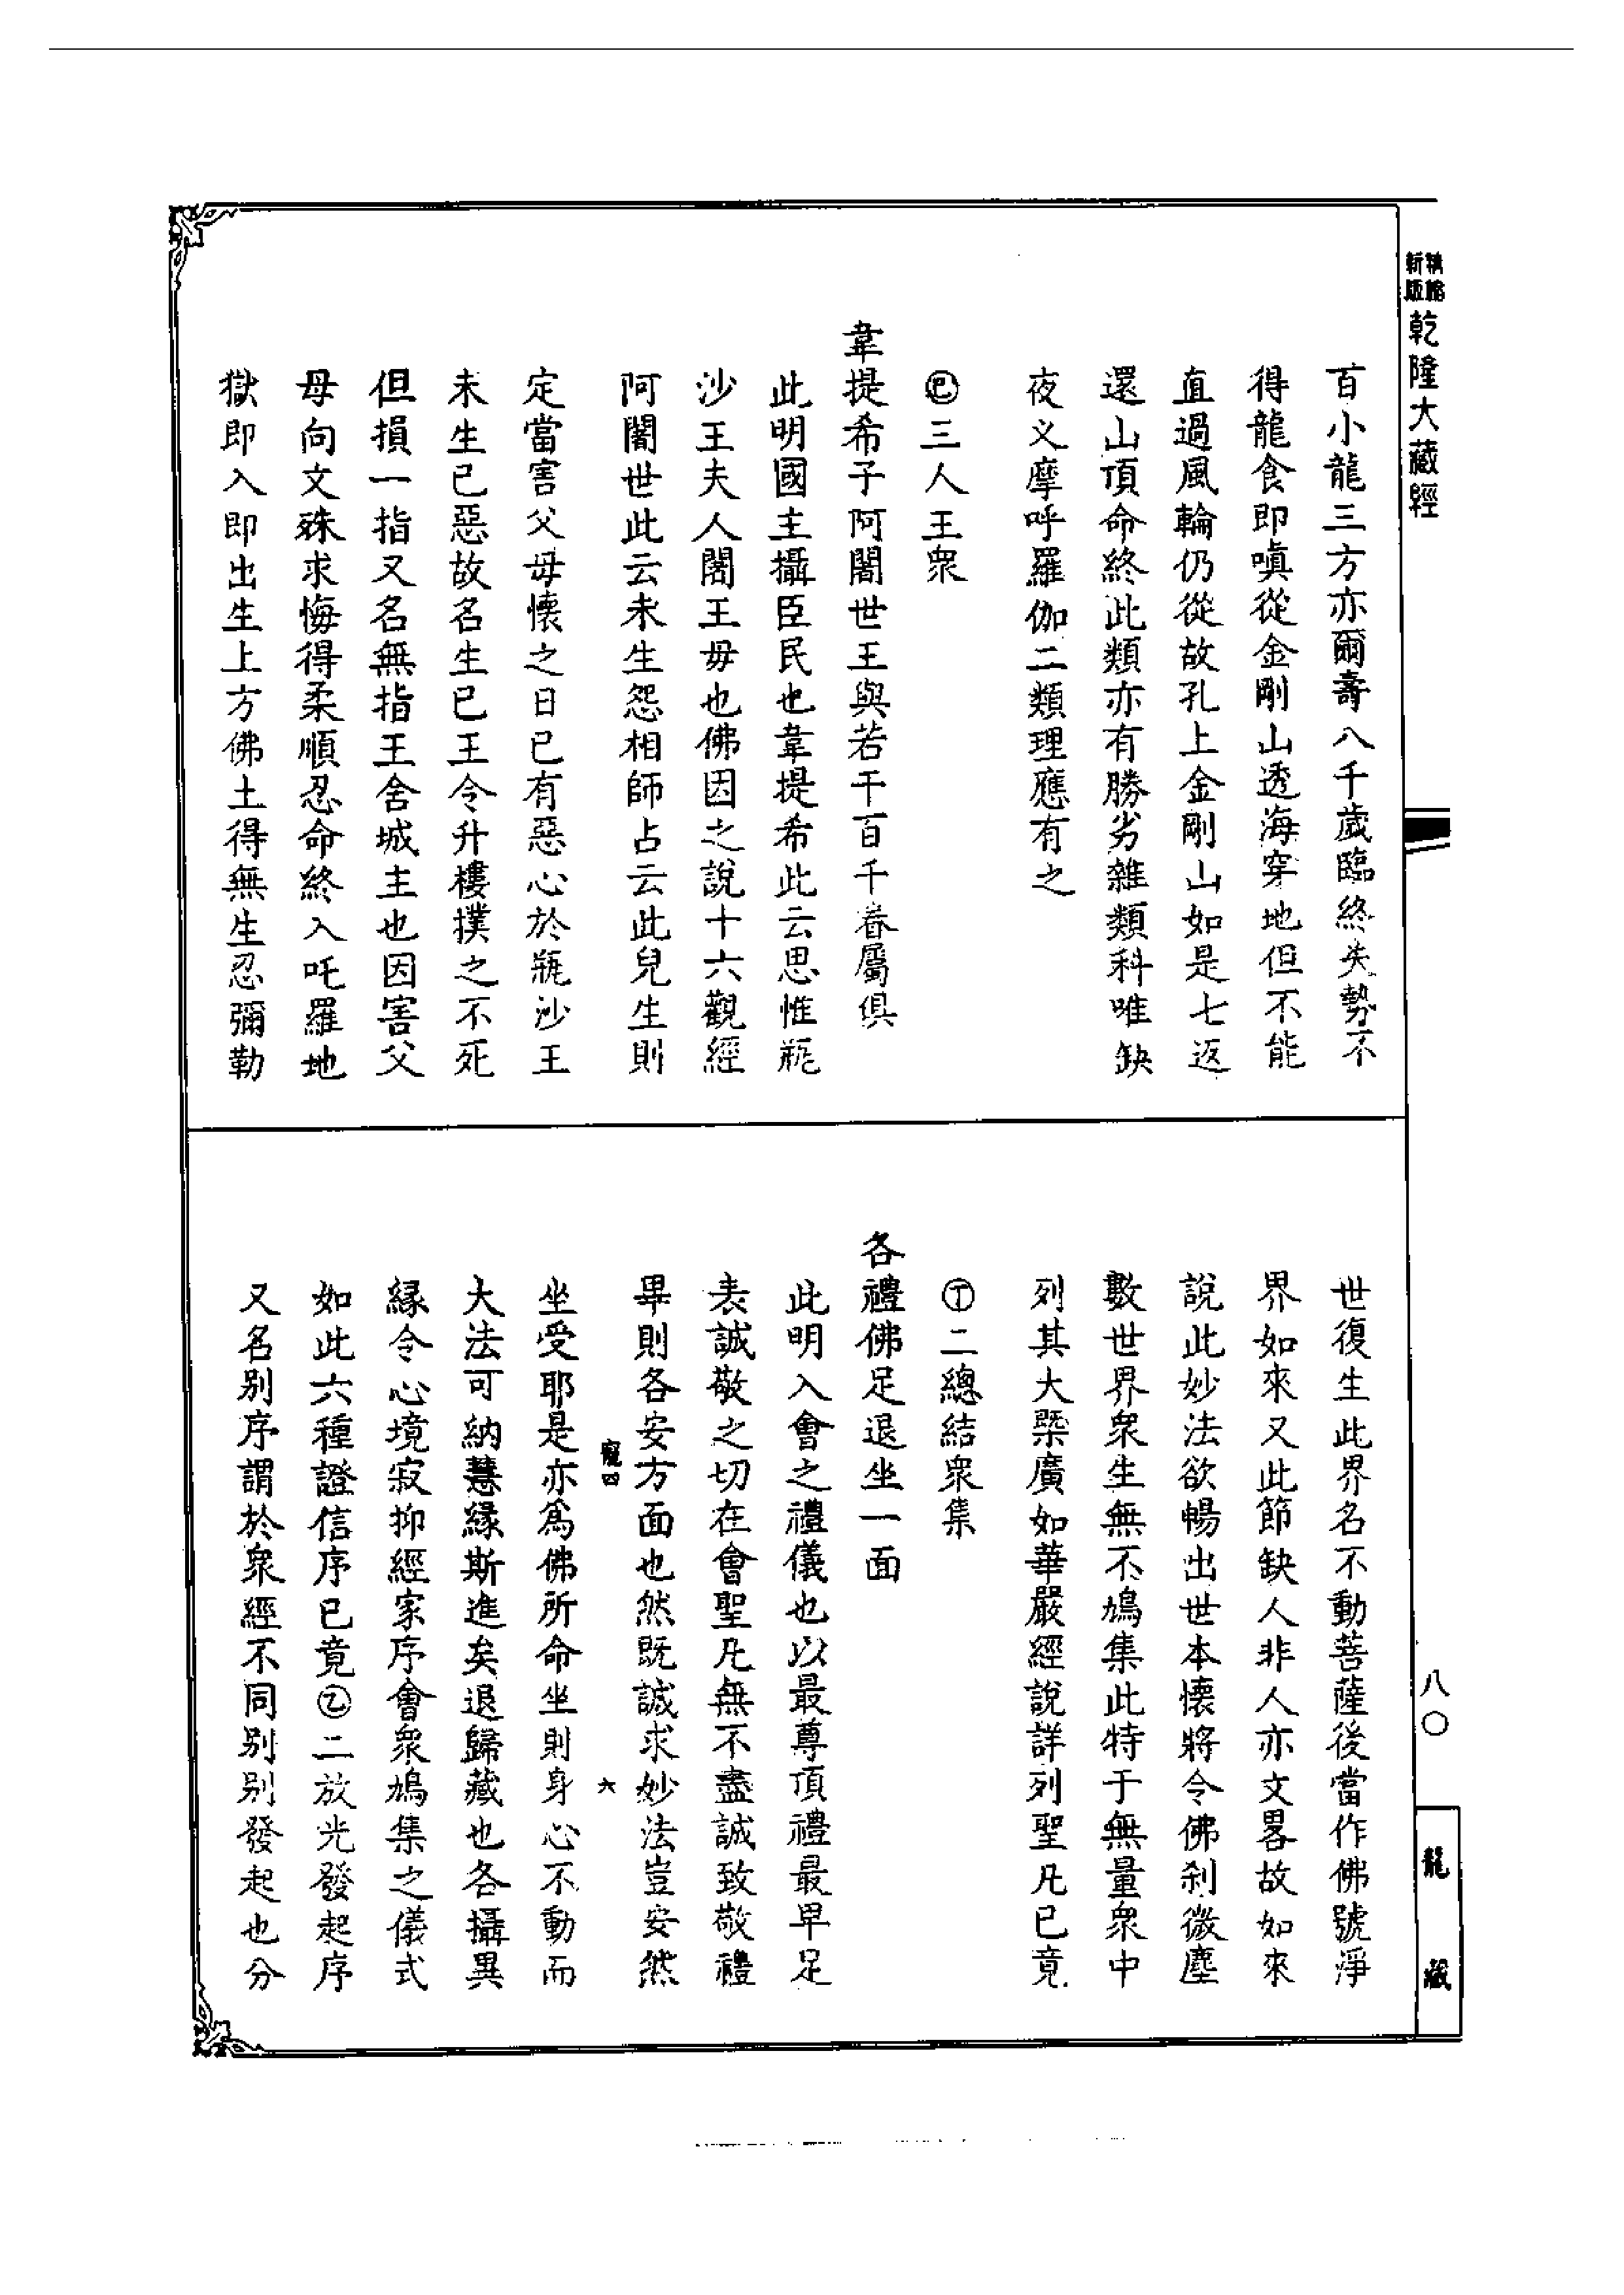 精縮
新版
乾隆大藏經
百小龍三方亦爾壽八千歲臨終失勢不
得龍食即嗔從金剛山透海穿地但不能
直過風輪仍從故孔上金剛山如是七返
還山頂命終此類亦有勝劣雜類科唯缺
夜义摩呼羅伽二類理應有之
㊂三人王衆
韋提希子阿闍世王與若干百千眷屬俱
此明國主攝臣民也韋提希此云思惟瓶
沙王夫人闍王毋也佛因之說十六觀經
阿闍世此云未生怨相師占云此兒生則
定當害父毋懷之日已有惡心於瓶沙王
未生已惡故名生已王令升樓撲之不死
但損一指又名無指王舍城主也因害父
母向文殊求悔得柔順忍命終入吒羅地
獄即入即出生上方佛土得無生忍彌勒
世復生此界名不動菩薩後當作佛號淨
界如來又此節缺人非人亦文畧故如來
說此妙法欲暢出世本懷將令佛刹微塵
數世界衆生無不鳩集此特于無量衆中
列其大槩廣如華嚴經說詳列聖凡已竟
丁二總結衆集
各禮佛足退坐一面
此明入會之禮儀也以最尊頂禮最卑足
表誠敬之切在會聖凡無不盡誠致敬禮
畢則各安方面也然既誠求妙法豈安然
寵四
六
坐受耶是亦爲佛所命坐則身心不動而
大法可納慧緣斯進矣退歸藏也各攝異
緣令心境寂抑經家序會衆鳩集之儀式
如此六種證信序已竟乙二放光發起序
又名別序謂於衆經不同別別發起也分
八〇
龍藏